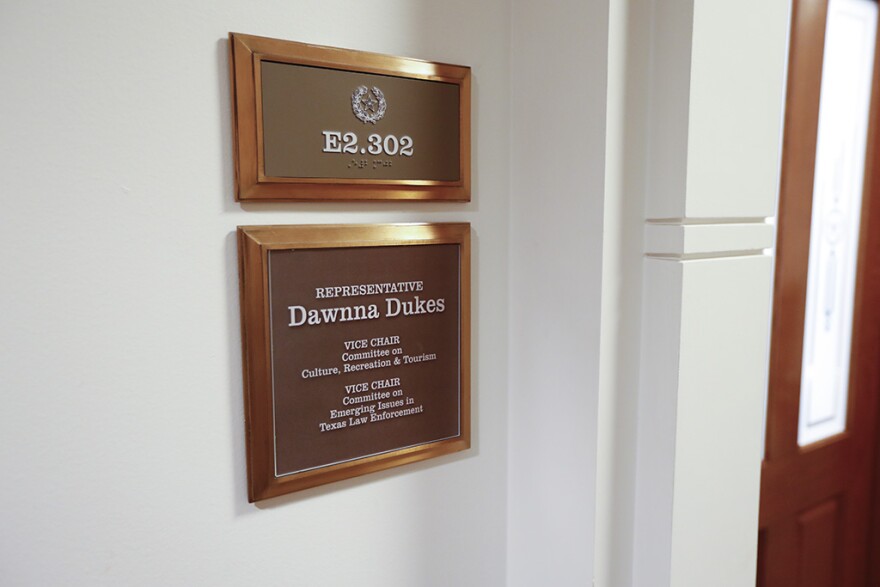 E2.302
REPRESENTATIVE
Dawnna Dukes
VICE CHAIR
Committee on
Culture, Recreation & Tourism
VICE CHAIR
Committee on
Emerging Issues in
Texas Law Enforcement